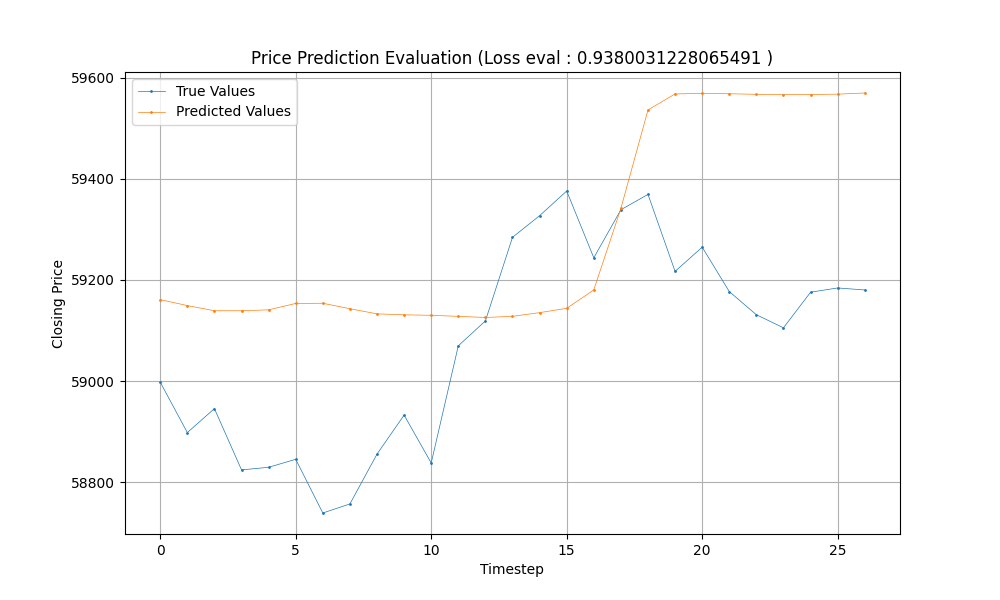 Price Prediction Evaluation (Loss eval : 0.9380031228065491 )
True Values
Predicted Values
59600
59400
59200
59000
58800
Closing Price
0 5 10 15 20 25
Timestep